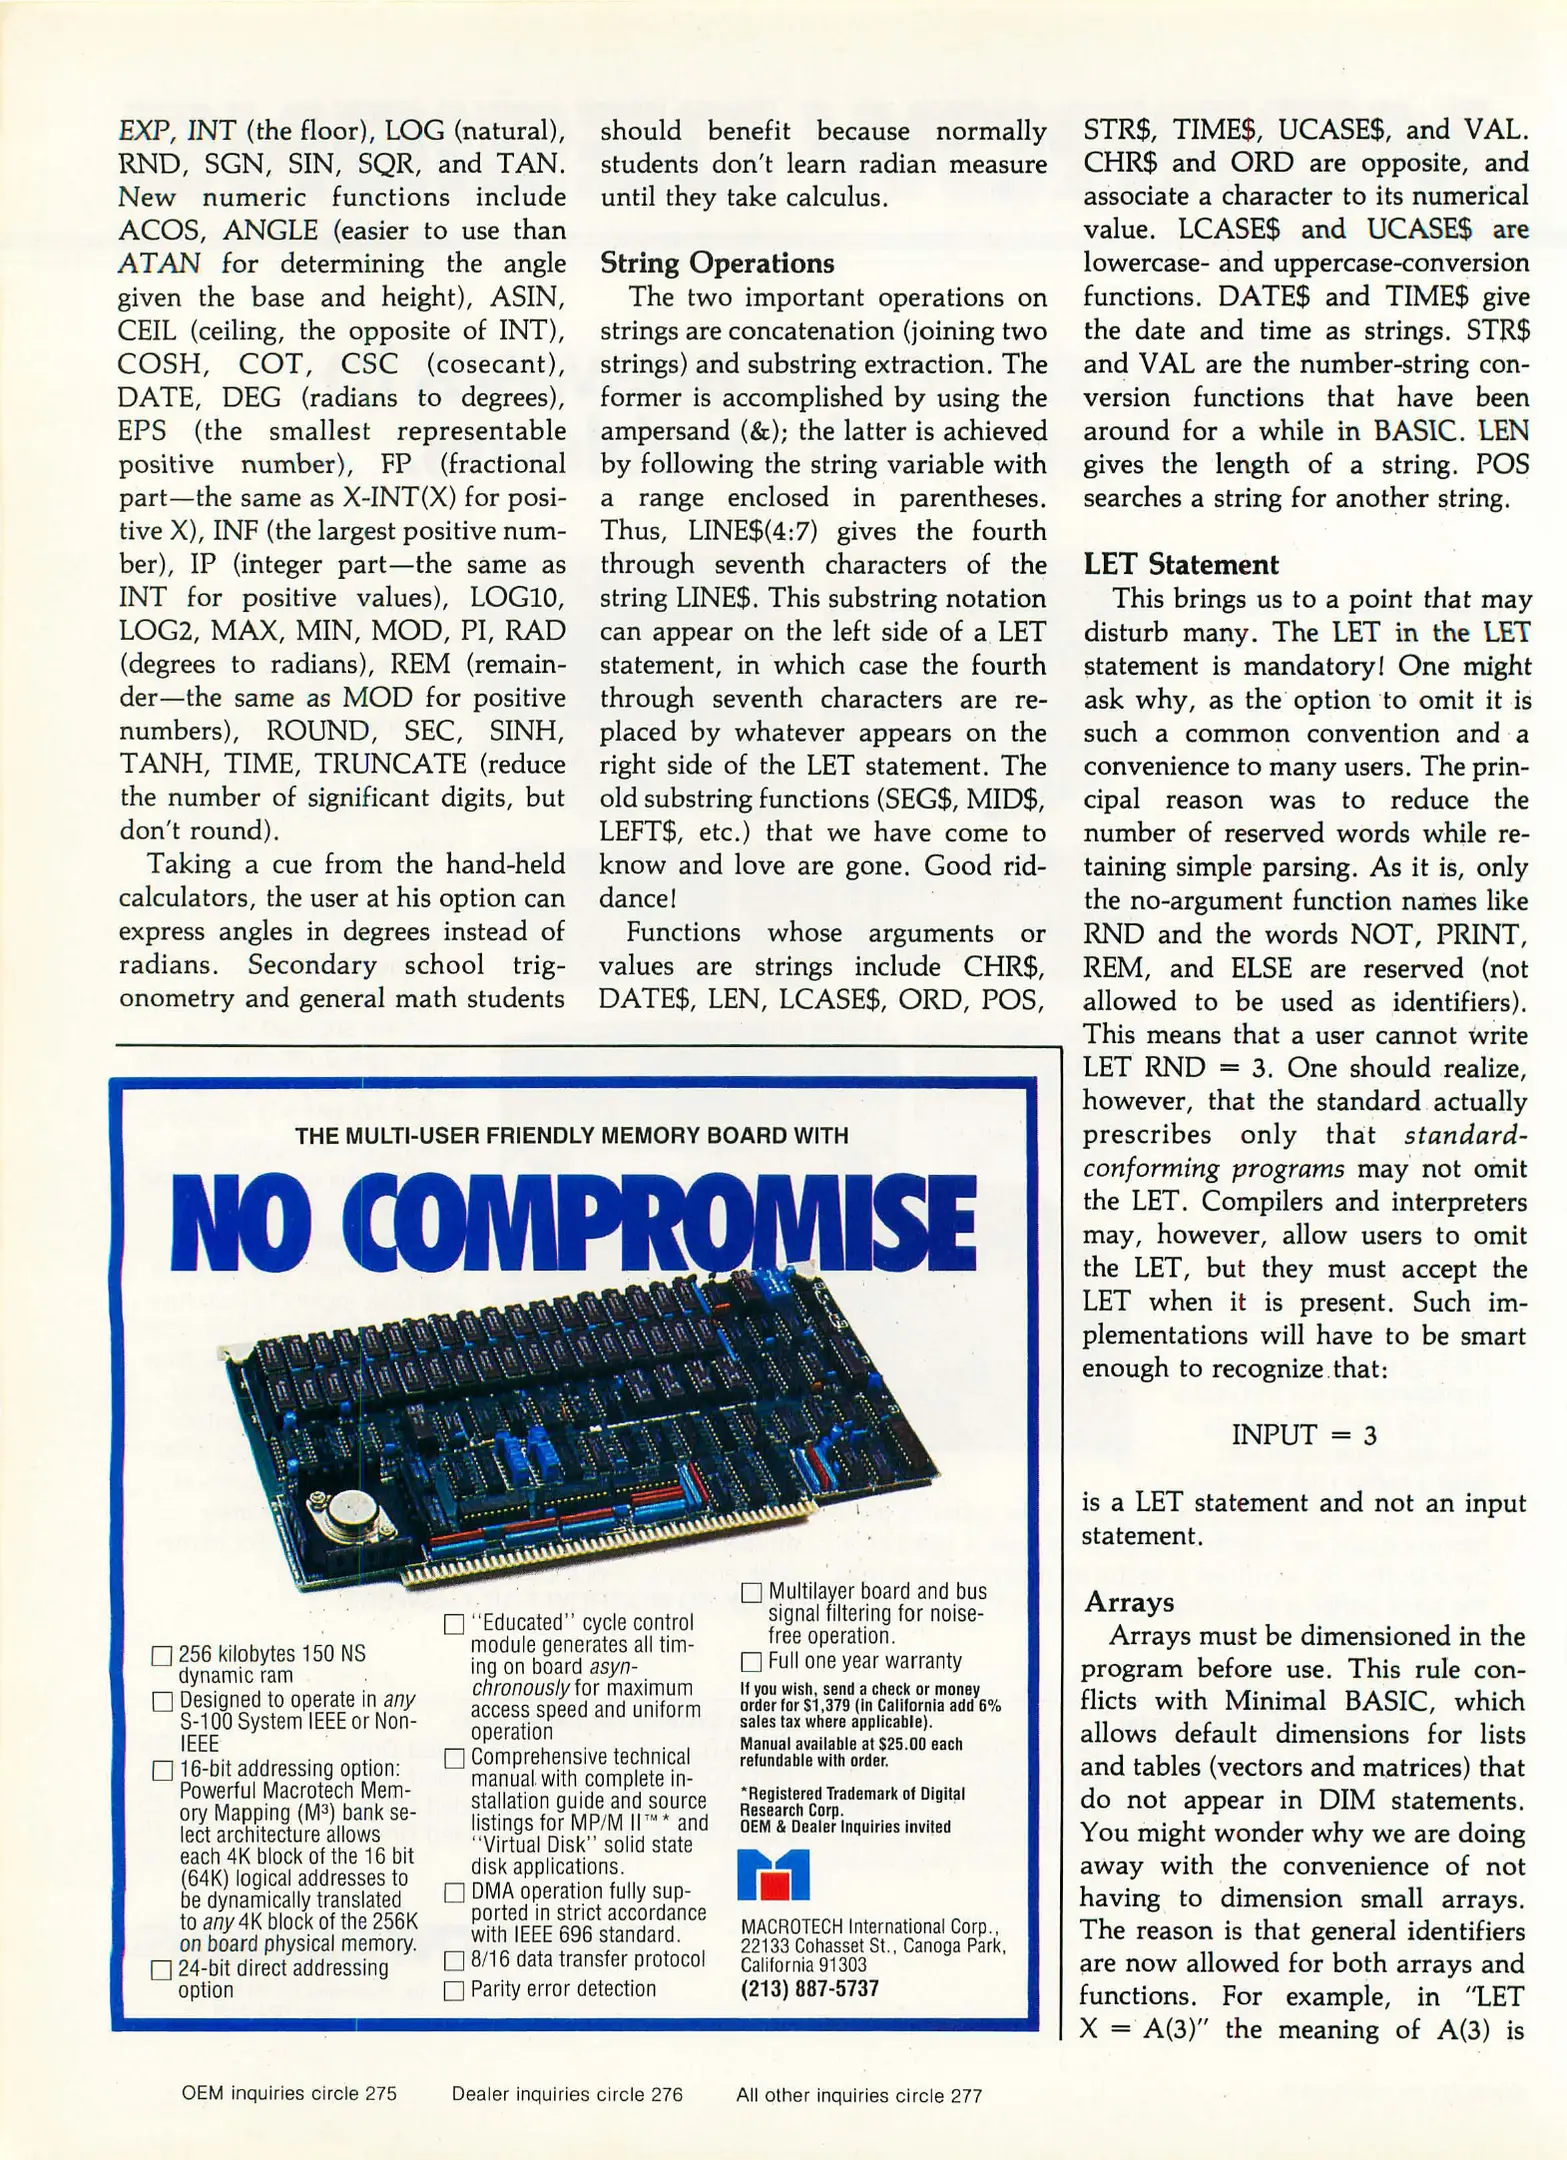 EXP, INT (the floor), LOG (natural),
RND, SGN, SIN, SQR, and TAN.
New numeric functions include
ACOS, ANGLE (easier to use than
ATAN for determining the angle
given the base and height), ASIN,
CEIL (ceiling, the opposite of INT),
COSH, COT, CSC (cosecant),
DATE, DEG (radians to degrees),
EPS (the smallest representable
positive number), FP (fractional
part—the same as X-INT(X) for posi-
tive X), INF (the largest positive num-
ber), IP (integer part—the same as
INT for positive values), LOG10,
LOG2, MAX, MIN, MOD, PI, RAD
(degrees to radians), REM (remain-
der—the same as MOD for positive
numbers), ROUND, SEC, SINH,
TANH, TIME, TRUNCATE (reduce
the number of significant digits, but
don't round).
Taking a cue from the hand-held
calculators, the user at his option can
express angles in degrees instead of
radians. Secondary school trig-
onometry and general math students
should benefit because normally
students don't learn radian measure
until they take calculus.
String Operations
The two important operations on
strings are concatenation (joining two
strings) and substring extraction. The
former is accomplished by using the
ampersand (&); the latter is achieved
by following the string variable with
a range enclosed in parentheses.
Thus, LINE$(4:7) gives the fourth
through seventh characters of the
string LINE$. This substring notation
can appear on the left side of a LET
statement, in which case the fourth
through seventh characters are re-
placed by whatever appears on the
right side of the LET statement. The
old substring functions (SEG$, MID$,
LEFT$, etc.) that we have come to
know and love are gone. Good rid-
dance!
Functions whose arguments or
values are strings include CHR$,
DATE$, LEN, LCASE$, ORD, POS,
STR$, TIME$, UCASE$, and VAL.
CHR$ and ORD are opposite, and
associate a character to its numerical
value. LCASE$ and UCASE$ are
lowercase- and uppercase-conversion
functions. DATE$ and TIME$ give
the date and time as strings. STR$
and VAL are the number-string con-
version functions that have been
around for a while in BASIC. LEN
gives the length of a string. POS
searches a string for another string.
LET Statement
This brings us to a point that may
disturb many. The LET in the LET
statement is mandatory! One might
ask why, as the option to omit it is
such a common convention and a
convenience to many users. The prin-
cipal reason was to reduce the
number of reserved words while re-
taining simple parsing. As it is, only
the no-argument function names like
RND and the words NOT, PRINT,
REM, and ELSE are reserved (not
allowed to be used as identifiers).
This means that a user cannot write
LET RND = 3. One should realize,
however, that the standard actually
prescribes only that standard-
conforming programs may not omit
the LET. Compilers and interpreters
may, however, allow users to omit
the LET, but they must accept the
LET when it is present. Such im-
plementations will have to be smart
enough to recognize that:
INPUT = 3
is a LET statement and not an input
statement.
Arrays
Arrays must be dimensioned in the
program before use. This rule con-
flicts with Minimal BASIC, which
allows default dimensions for lists
and tables (vectors and matrices) that
do not appear in DIM statements.
You might wonder why we are doing
away with the convenience of not
having to dimension small arrays.
The reason is that general identifiers
are now allowed for both arrays and
functions. For example, in "LET
X = A(3)" the meaning of A(3) is
THE MULTI-USER FRIENDLY MEMORY BOARD WITH
NO COMPROMISE
256 kilobytes 150 NS
dynamic ram
Designed to operate in any
S-100 System IEEE or Non-
IEEE
16-bit addressing option:
Powerful Macrotech Mem-
ory Mapping (M³) bank se-
lect architecture allows
each 4K block of the 16 bit
(64K) logical addresses to
be dynamically translated
to any 4K block of the 256K
on board physical memory.
24-bit direct addressing
option
"Educated" cycle control
module generates all tim-
ing on board asyn-
chronously for maximum
access speed and uniform
operation
Comprehensive technical
manual with complete in-
stallation guide and source
listings for MP/M II™* and
"Virtual Disk" solid state
disk applications.
DMA operation fully sup-
ported in strict accordance
with IEEE 696 standard.
8/16 data transfer protocol
Parity error detection
Multilayer board and bus
signal filtering for noise-
free operation.
Full one year warranty
If you wish, send a check or money
order for $1,379 (in California add 6%
sales tax where applicable).
Manual available at $25.00 each
refundable with order.
*Registered Trademark of Digital
Research Corp.
OEM & Dealer Inquiries invited
MACROTECH International Corp.,
22133 Cohasset St., Canoga Park,
California 91303
(213) 887-5737
OEM inquiries circle 275 Dealer inquiries circle 276 All other inquiries circle 277